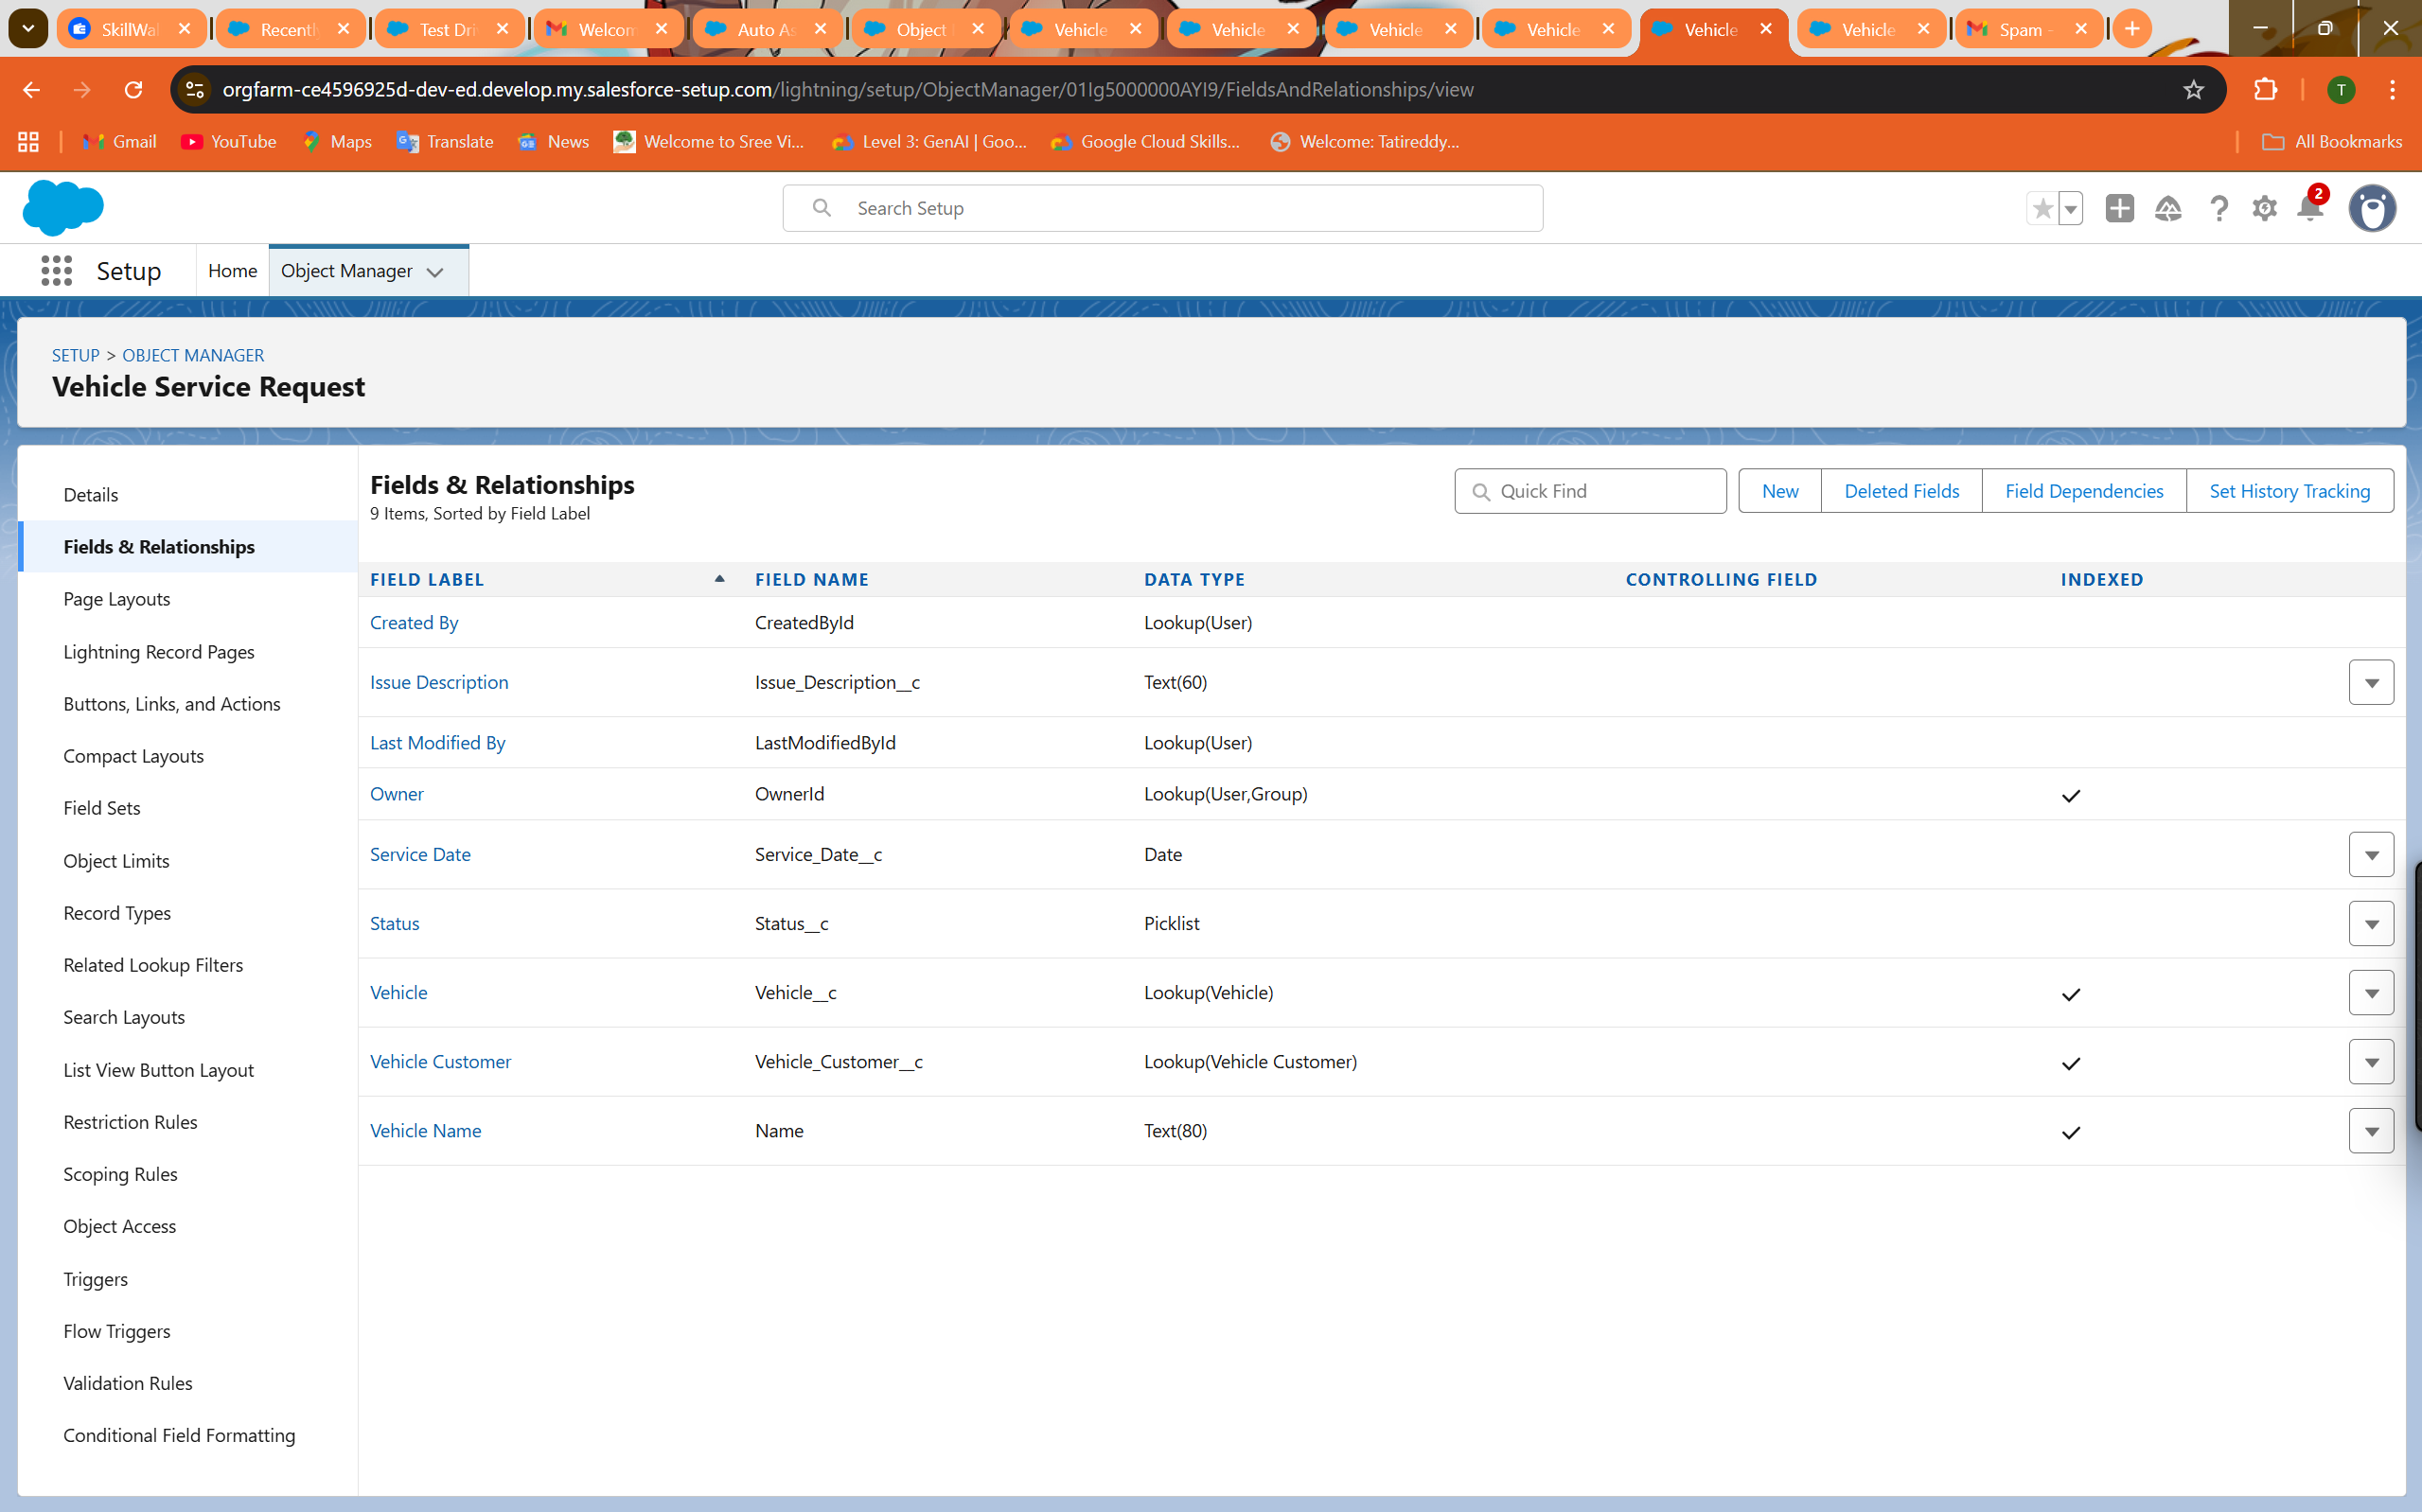 SkillWal
Recentl
Test Dri
Welcom
Auto As
Object
Vehicle
Vehicle
Vehicle
Vehicle
Vehicle
Vehicle
Spam -
orgfarm-ce4596925d-dev-ed.develop.my.salesforce-setup.com/lightning/setup/ObjectManager/01Ig5000000AYI9/FieldsAndRelationships/view
T
Gmail
YouTube
Maps
Translate
News
Welcome to Sree Vi...
Level 3: GenAI | Goo...
Google Cloud Skills...
Welcome: Tatireddy...
All Bookmarks
Search Setup
2
Setup
Home
Object Manager
SETUP > OBJECT MANAGER
Vehicle Service Request
Details
Fields & Relationships
Page Layouts
Lightning Record Pages
Buttons, Links, and Actions
Compact Layouts
Field Sets
Object Limits
Record Types
Related Lookup Filters
Search Layouts
List View Button Layout
Restriction Rules
Scoping Rules
Object Access
Triggers
Flow Triggers
Validation Rules
Conditional Field Formatting
Fields & Relationships
9 Items, Sorted by Field Label
Quick Find
New
Deleted Fields
Field Dependencies
Set History Tracking
FIELD LABEL FIELD NAME DATA TYPE CONTROLLING FIELD INDEXED
Created By CreatedById Lookup(User)
Issue Description Issue_Description__c Text(60)
Last Modified By LastModifiedById Lookup(User)
Owner OwnerId Lookup(User,Group)
Service Date Service_Date__c Date
Status Status__c Picklist
Vehicle Vehicle__c Lookup(Vehicle)
Vehicle Customer Vehicle_Customer__c Lookup(Vehicle Customer)
Vehicle Name Name Text(80)